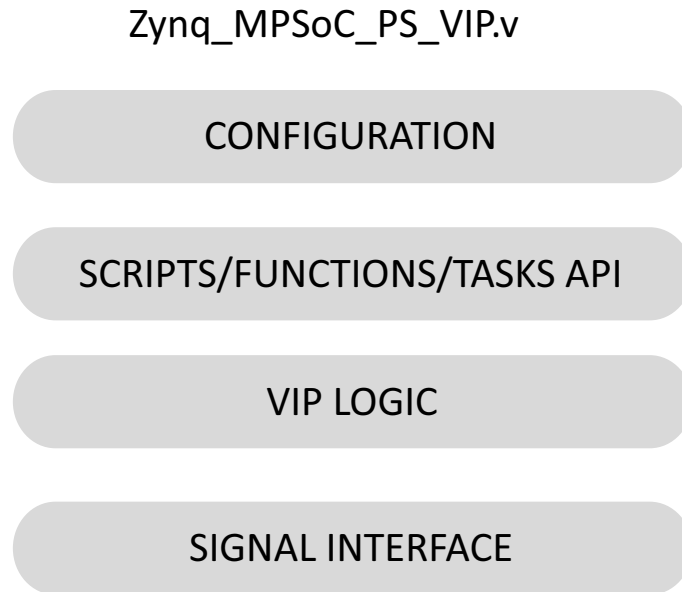 Zynq_MPSoC_PS_VIP.v
CONFIGURATION
SCRIPTS/FUNCTIONS/TASKS API
VIP LOGIC
SIGNAL INTERFACE